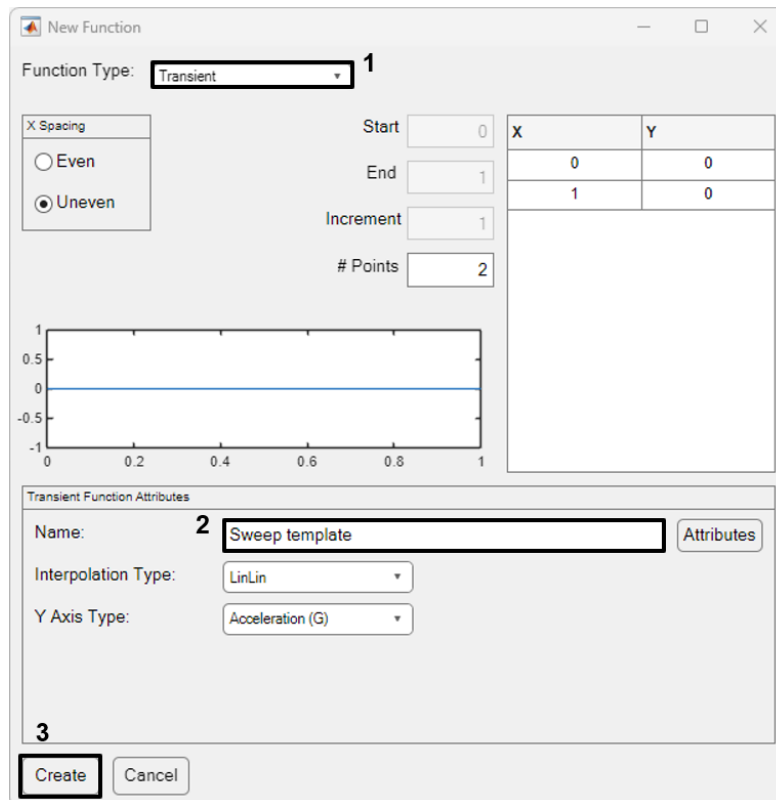 New Function
Function Type: Transient 1
X Spacing
Even
Uneven
Start 0
End 1
Increment 1
# Points 2
X Y
0 0
1 0
1
0.5
0
-0.5
-1
0 0.2 0.4 0.6 0.8 1
Transient Function Attributes
Name: 2 Sweep template Attributes
Interpolation Type: LinLin
Y Axis Type: Acceleration (G)
3
Create Cancel